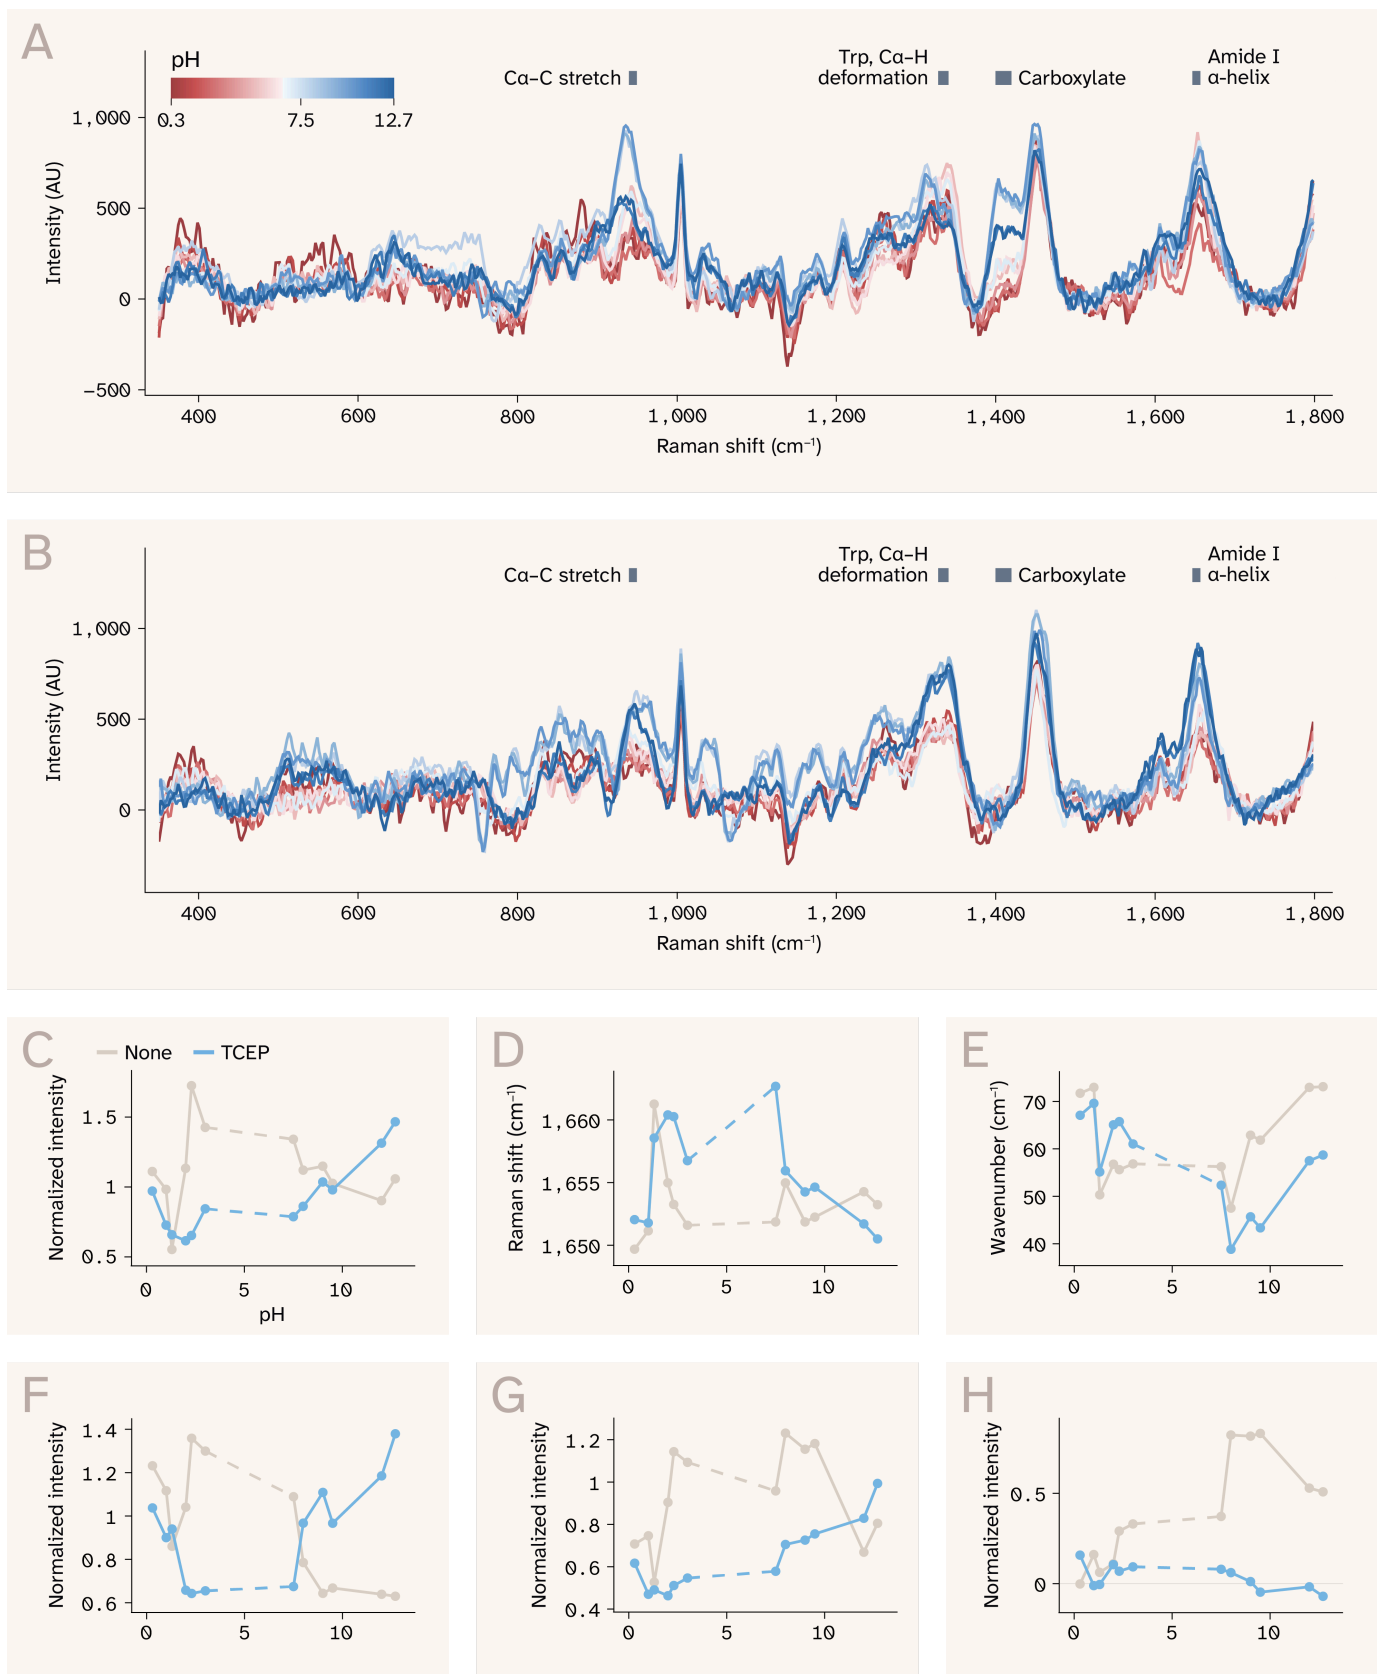 A
pH
0.3 7.5 12.7
Cα–C stretch
Trp, Cα–H
deformation
Carboxylate
Amide I
α-helix
Intensity (AU)
1,000
500
0
−500
400 600 800 1,000 1,200 1,400 1,600 1,800
Raman shift (cm⁻¹)
B
Cα–C stretch
Trp, Cα–H
deformation
Carboxylate
Amide I
α-helix
Intensity (AU)
1,000
500
0
400 600 800 1,000 1,200 1,400 1,600 1,800
Raman shift (cm⁻¹)
C
None TCEP
Normalized intensity
1.5
1
0.5
0 5 10
pH
D
Raman shift (cm⁻¹)
1,660
1,655
1,650
0 5 10
E
Wavenumber (cm⁻¹)
70
60
50
40
0 5 10
F
Normalized intensity
1.4
1.2
1
0.8
0.6
0 5 10
G
Normalized intensity
1.2
1
0.8
0.6
0.4
0 5 10
H
Normalized intensity
0.5
0
0 5 10